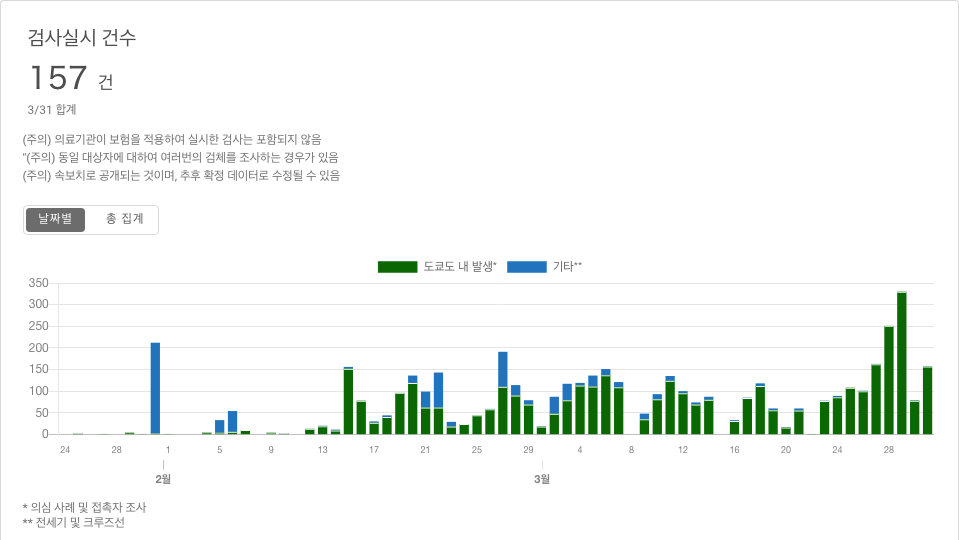 검사실시 건수
157 건
3/31 합계
(주의) 의료기관이 보험을 적용하여 실시한 검사는 포함되지 않음
"(주의) 동일 대상자에 대하여 여러번의 검체를 조사하는 경우가 있음
(주의) 속보치로 공개되는 것이며, 추후 확정 데이터로 수정될 수 있음
날짜별 총 집계
도쿄도 내 발생* 기타**
350
300
250
200
150
100
50
0
24 28 1 5 9 13 17 21 25 29 4 8 12 16 20 24 28
2월 3월
* 의심 사례 및 접촉자 조사
** 전세기 및 크루즈선